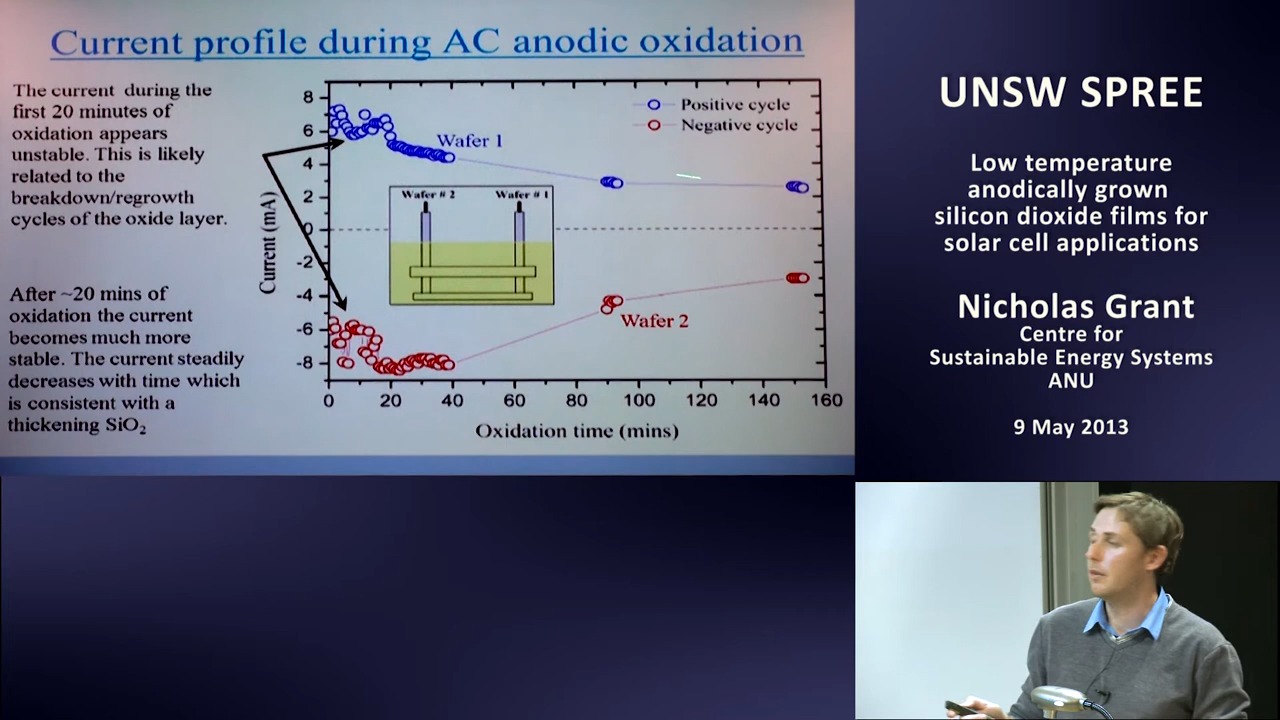 Current profile during AC anodic oxidation
The current during the
first 20 minutes of
oxidation appears
unstable. This is likely
related to the
breakdown/regrowth
cycles of the oxide layer.
After ~20 mins of
oxidation the current
becomes much more
stable. The current steadily
decreases with time which
is consistent with a
thickening SiO₂
Current (mA)
8
6
4
2
0
-2
-4
-6
-8
Positive cycle
Negative cycle
Wafer 1
Wafer # 2 Wafer # 1
Wafer 2
0 20 40 60 80 100 120 140 160
Oxidation time (mins)
UNSW SPREE
Low temperature
anodically grown
silicon dioxide films for
solar cell applications
Nicholas Grant
Centre for
Sustainable Energy Systems
ANU
9 May 2013